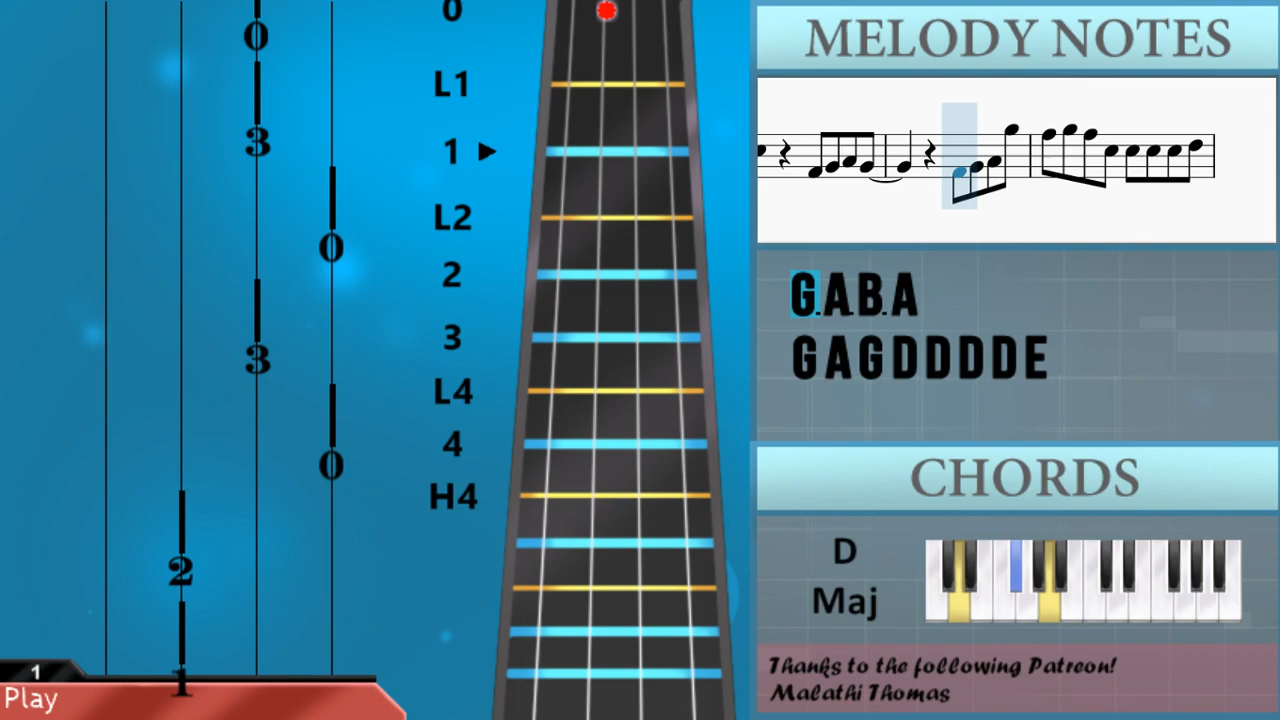 0
3
0
3
0
2
1
1
Play
0
L1
1
L2
2
3
L4
4
H4
MELODY NOTES
G.A.B.A
GAGDDDDE
CHORDS
D
Maj
Thanks to the following Patreon!
Malathi Thomas